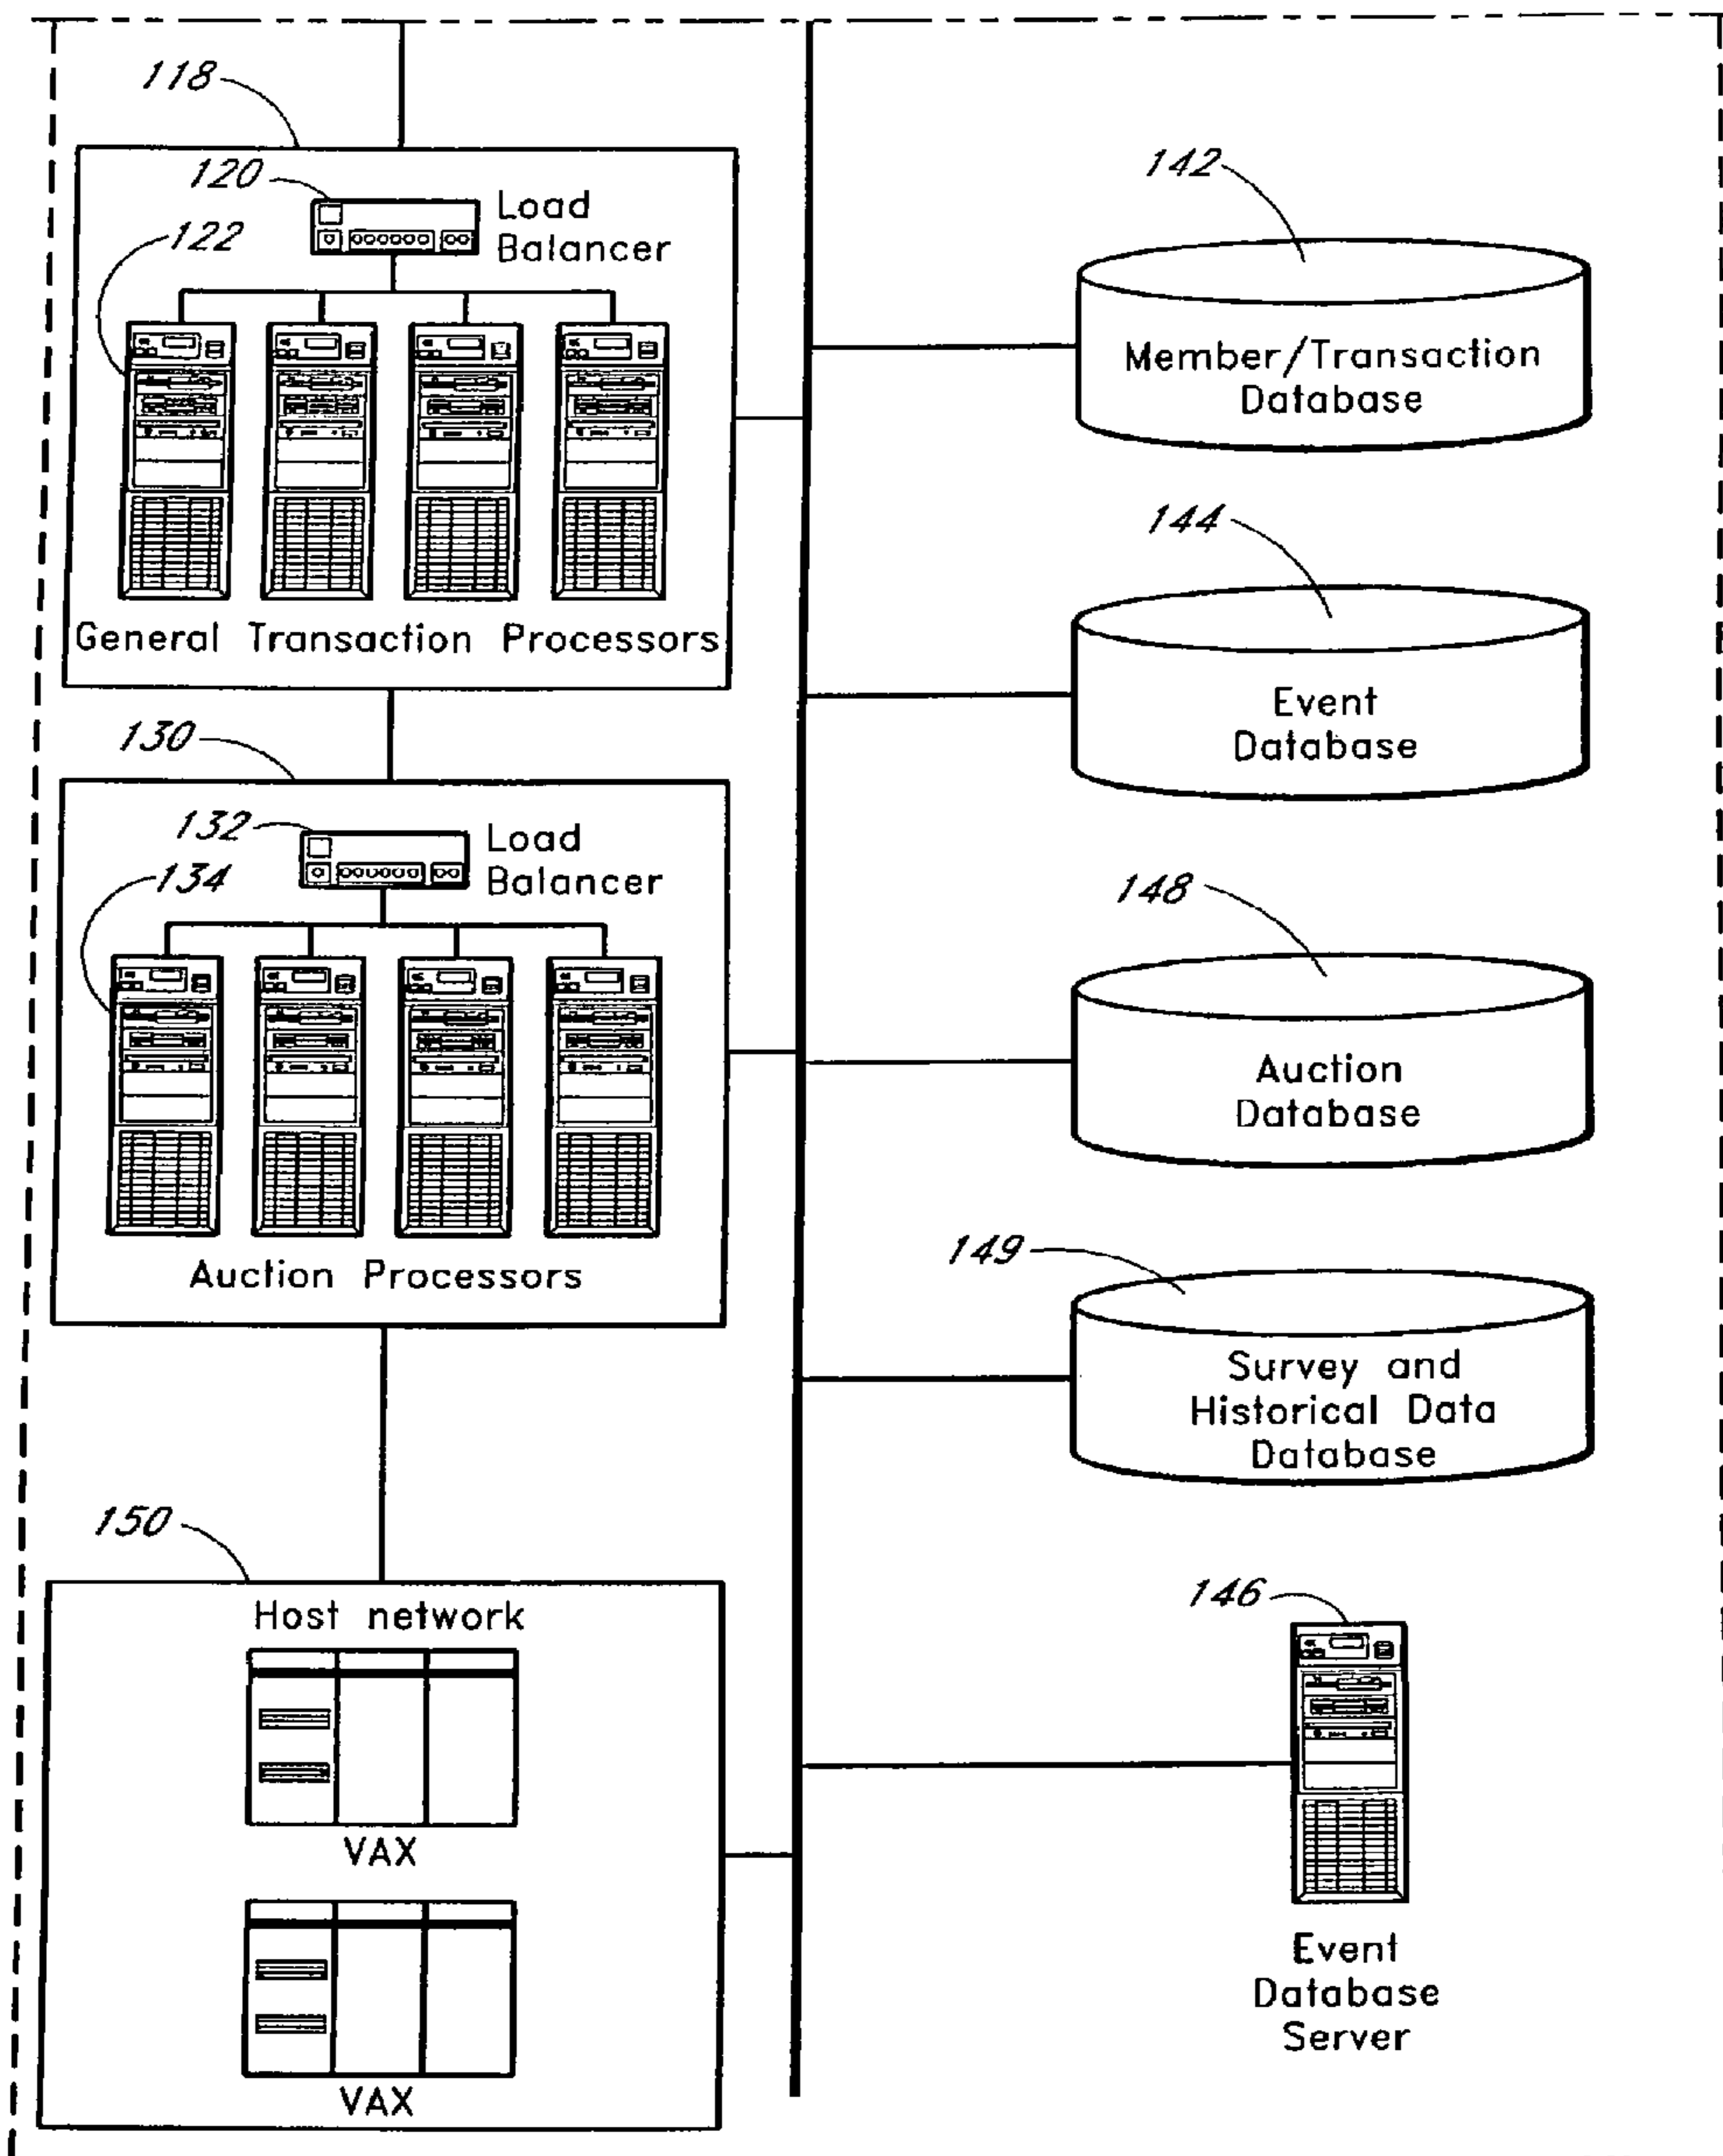 118
120
Load
Balancer
122
General Transaction Processors
130
132
Load
Balancer
134
Auction Processors
150
Host network
VAX
VAX
142
Member/Transaction
Database
144
Event
Database
148
Auction
Database
149
Survey and
Historical Data
Database
146
Event
Database
Server